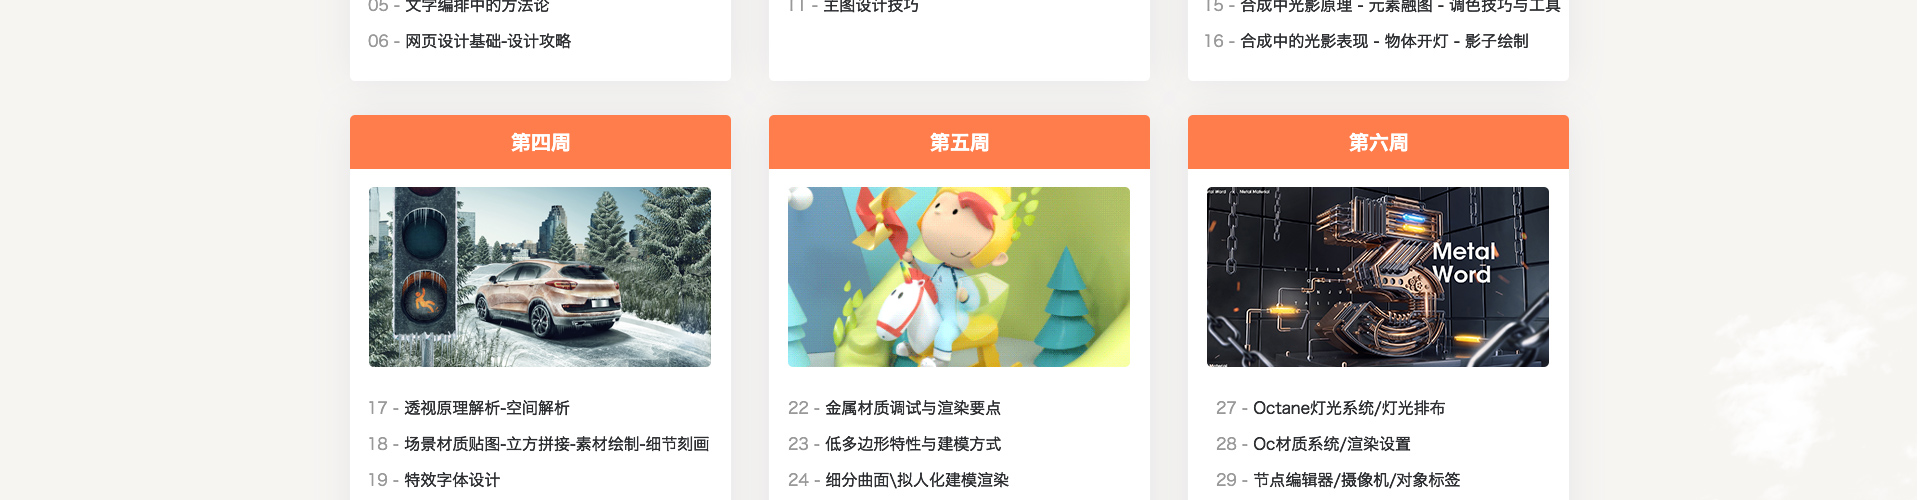 05 - 文字编排中的方法论
06 - 网页设计基础-设计攻略
11 - 主图设计技巧
15 - 合成中光影原理 - 元素融图 - 调色技巧与工具
16 - 合成中的光影表现 - 物体开灯 - 影子绘制
第四周
17 - 透视原理解析-空间解析
18 - 场景材质贴图-立方拼接-素材绘制-细节刻画
19 - 特效字体设计
第五周
22 - 金属材质调试与渲染要点
23 - 低多边形特性与建模方式
24 - 细分曲面\拟人化建模渲染
第六周
Metal Material
Metal
Word
27 - Octane灯光系统/灯光排布
28 - Oc材质系统/渲染设置
29 - 节点编辑器/摄像机/对象标签